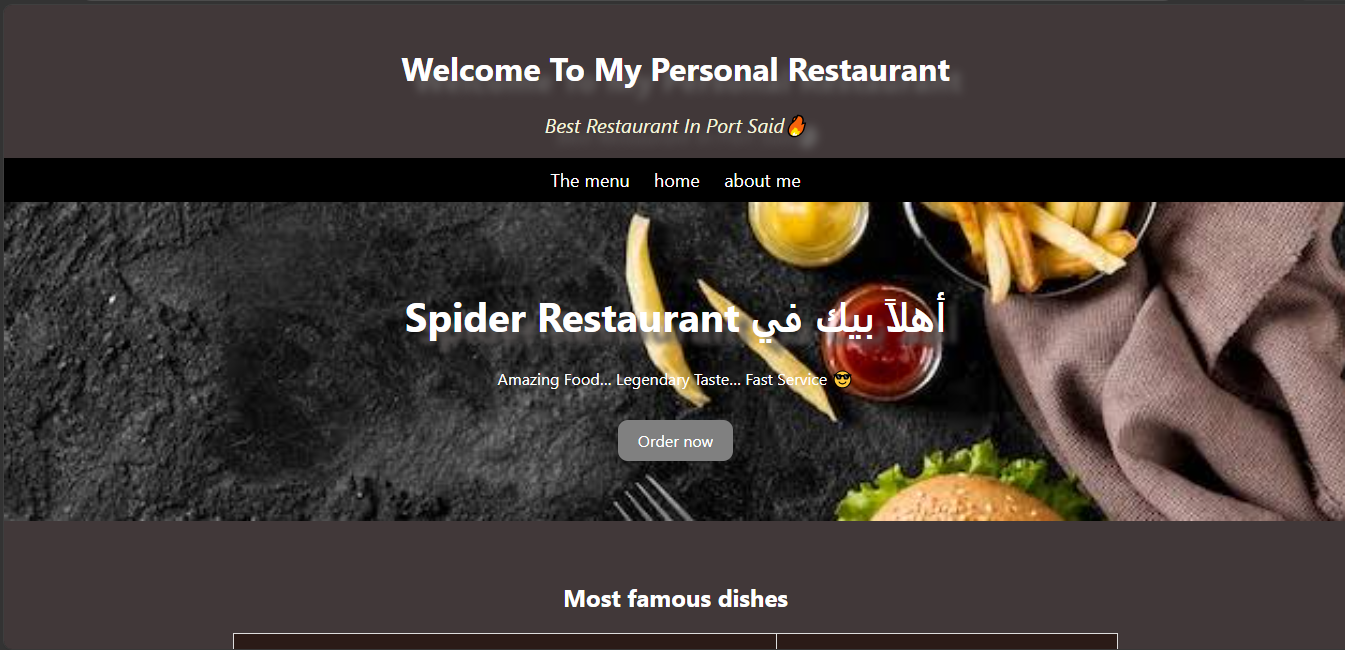 Welcome To My Personal Restaurant
Best Restaurant In Port Said🔥
The menu home about me
أهلاً بيك في Spider Restaurant
Amazing Food... Legendary Taste... Fast Service 😎
Order now
Most famous dishes